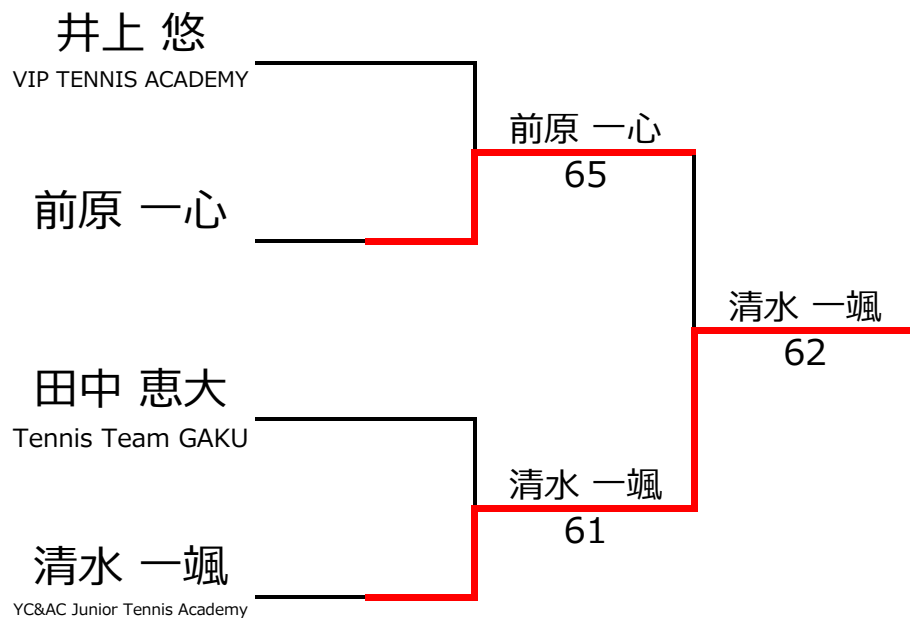 井上 悠
VIP TENNIS ACADEMY
前原 一心
65
前原 一心
清水 一颯
62
田中 恵大
Tennis Team GAKU
清水 一颯
61
清水 一颯
YC&AC Junior Tennis Academy